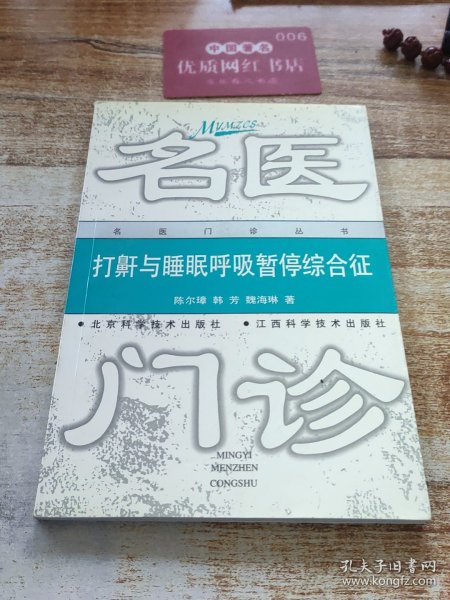 006
中国著名
优质网红书店
MVMZCS
名医
名医门诊丛书
打鼾与睡眠呼吸暂停综合征
陈尔璋 韩 芳 魏海琳 著
•北京科学技术出版社 •江西科学技术出版社
门诊
MINGYI
MENZHEN
CONGSHU
孔夫子旧书网
www.kongfz.com